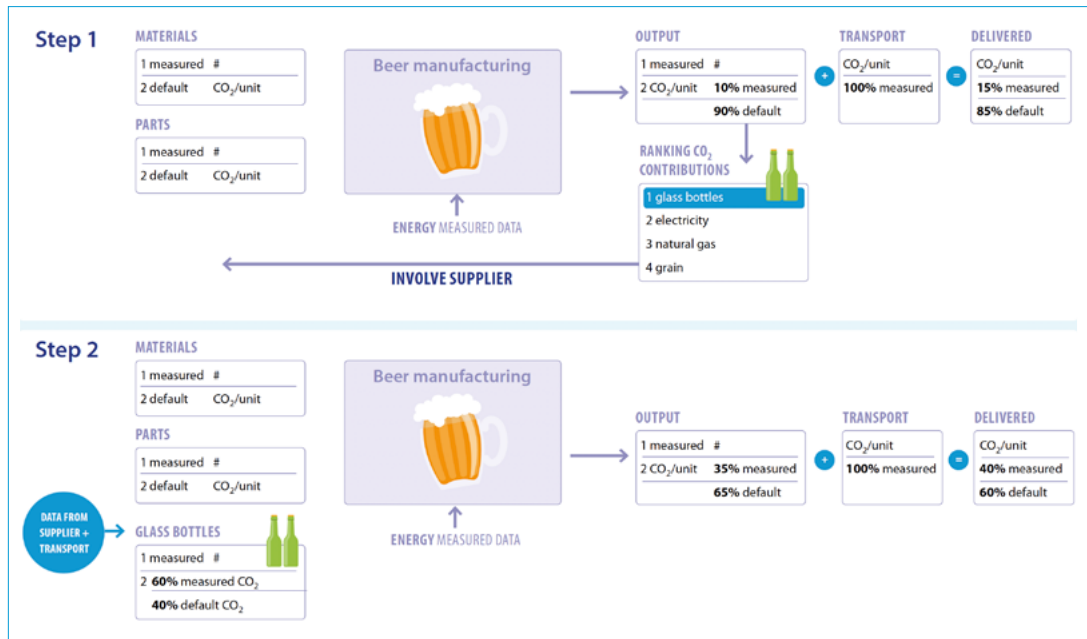 Step 1
MATERIALS
1 measured #
2 default CO₂/unit
PARTS
1 measured #
2 default CO₂/unit
Beer manufacturing
ENERGY MEASURED DATA
OUTPUT
1 measured #
2 CO₂/unit 10% measured
90% default
+
TRANSPORT
CO₂/unit
100% measured
=
DELIVERED
CO₂/unit
15% measured
85% default
RANKING CO₂
CONTRIBUTIONS
1 glass bottles
2 electricity
3 natural gas
4 grain
INVOLVE SUPPLIER
Step 2
MATERIALS
1 measured #
2 default CO₂/unit
PARTS
1 measured #
2 default CO₂/unit
DATA FROM
SUPPLIER +
TRANSPORT
GLASS BOTTLES
1 measured #
2 60% measured CO₂
40% default CO₂
Beer manufacturing
ENERGY MEASURED DATA
OUTPUT
1 measured #
2 CO₂/unit 35% measured
65% default
+
TRANSPORT
CO₂/unit
100% measured
=
DELIVERED
CO₂/unit
40% measured
60% default